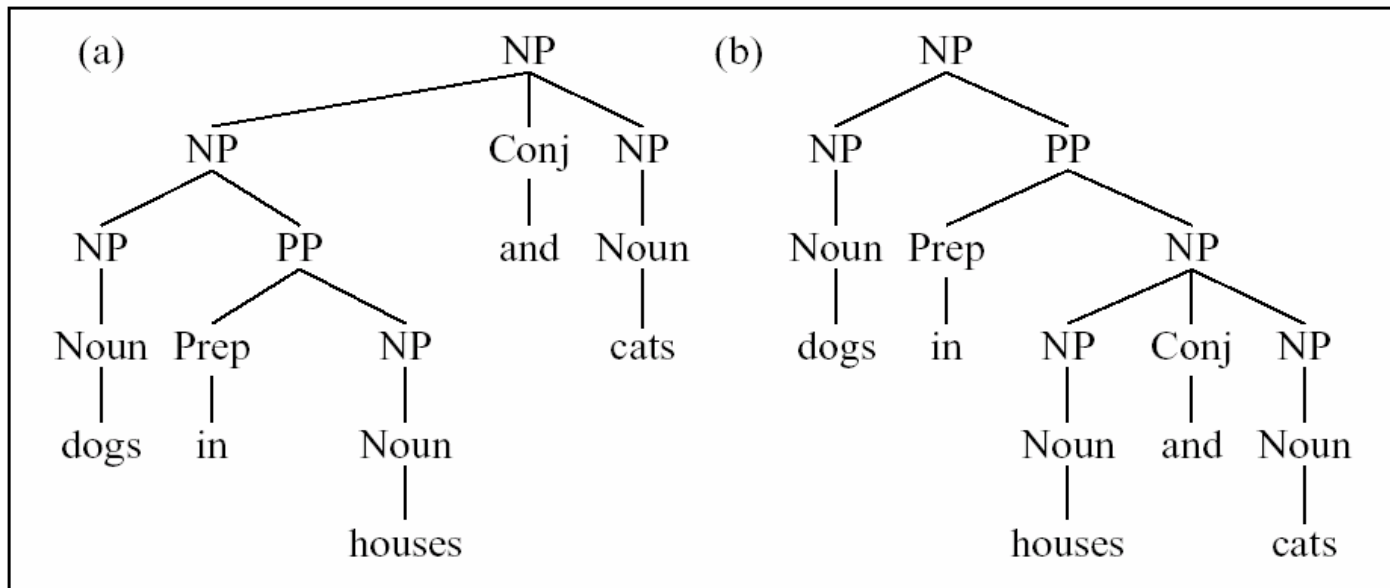 (a) NP (b) NP
NP Conj NP NP PP
NP PP and Noun Noun Prep NP
Noun Prep NP cats dogs in NP Conj NP
dogs in Noun Noun and Noun
houses houses cats